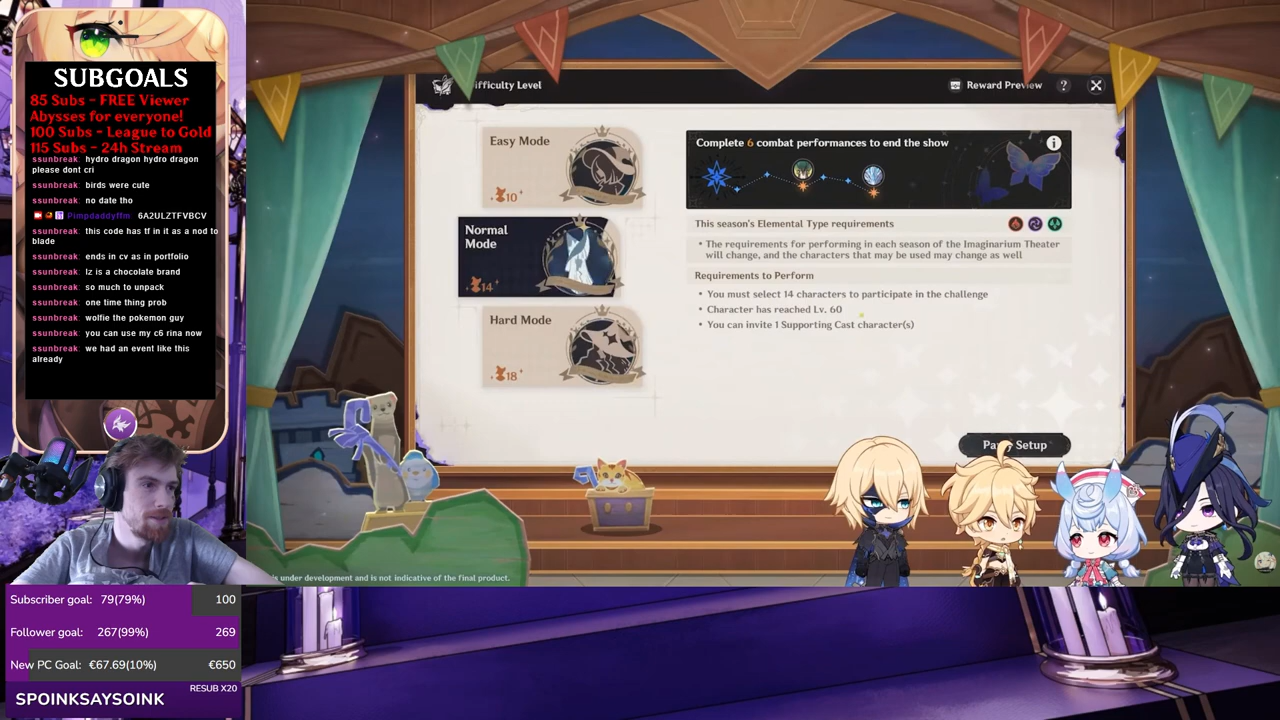 SUBGOALS
85 Subs - FREE Viewer
Abysses for everyone!
100 Subs - League to Gold
115 Subs - 24h Stream
ssunbreak: hydro dragon hydro dragon
please dont cri
ssunbreak: birds were cute
ssunbreak: no date tho
Pimpdaddyffm 6A2ULZTFVBCV
ssunbreak: this code has tf in it as a nod to
blade
ssunbreak: ends in cv as in portfolio
ssunbreak: lz is a chocolate brand
ssunbreak: so much to unpack
ssunbreak: one time thing prob
ssunbreak: wolfie the pokemon guy
ssunbreak: you can use my c6 rina now
ssunbreak: we had an event like this
already
Subscriber goal: 79(79%) 100
Follower goal: 267(99%) 269
New PC Goal: €67.69(10%) €650
RESUB X20
SPOINKSAYSOINK
ifficulty Level
Reward Preview ?
Easy Mode
10
Normal
Mode
14
Hard Mode
18
Complete 6 combat performances to end the show
This season's Elemental Type requirements
• The requirements for performing in each season of the Imaginarium Theater
will change, and the characters that may be used may change as well
Requirements to Perform
• You must select 14 characters to participate in the challenge
• Character has reached Lv. 60
• You can invite 1 Supporting Cast character(s)
Setup
is under development and is not indicative of the final product.